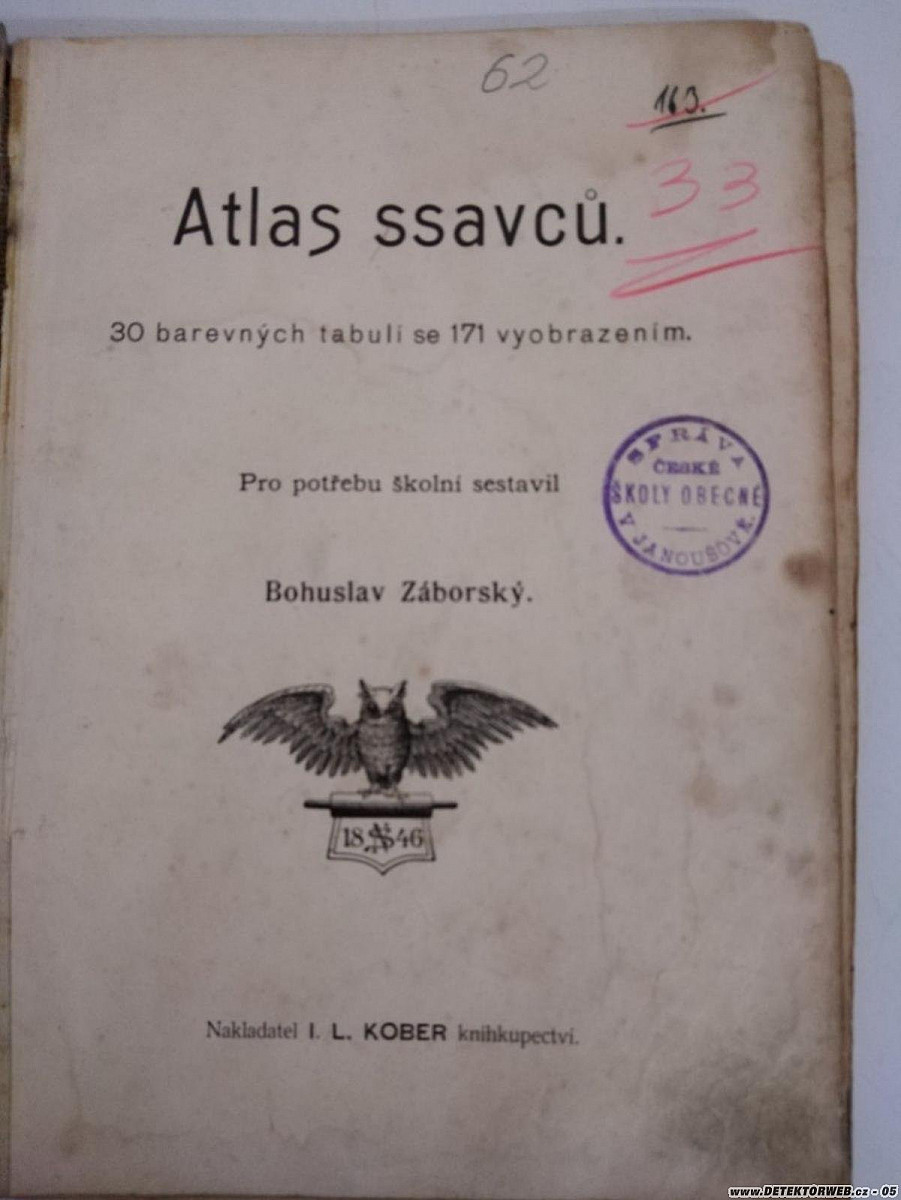 62
163.
33
Atlas ssavců.
30 barevných tabulí se 171 vyobrazením.
Pro potřebu školní sestavil
SPRÁVA
ČESKÉ
ŠKOLY OBECNÉ
V JANOUŠOVĚ.
Bohuslav Záborský.
18 46
Nakladatel I. L. KOBER knihkupectví.
www.DETEKTORWEB.cz - 05